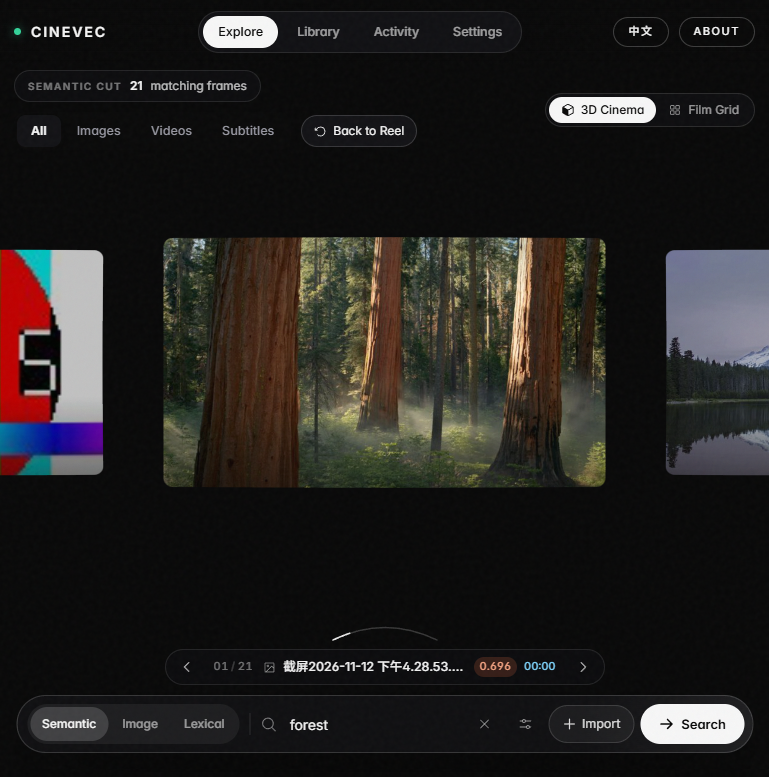 CINEVEC
Explore Library Activity Settings
中文 ABOUT
SEMANTIC CUT 21 matching frames
3D Cinema Film Grid
All Images Videos Subtitles Back to Reel
01 / 21 截屏2026-11-12 下午4.28.53.... 0.696 00:00
Semantic Image Lexical forest Import Search